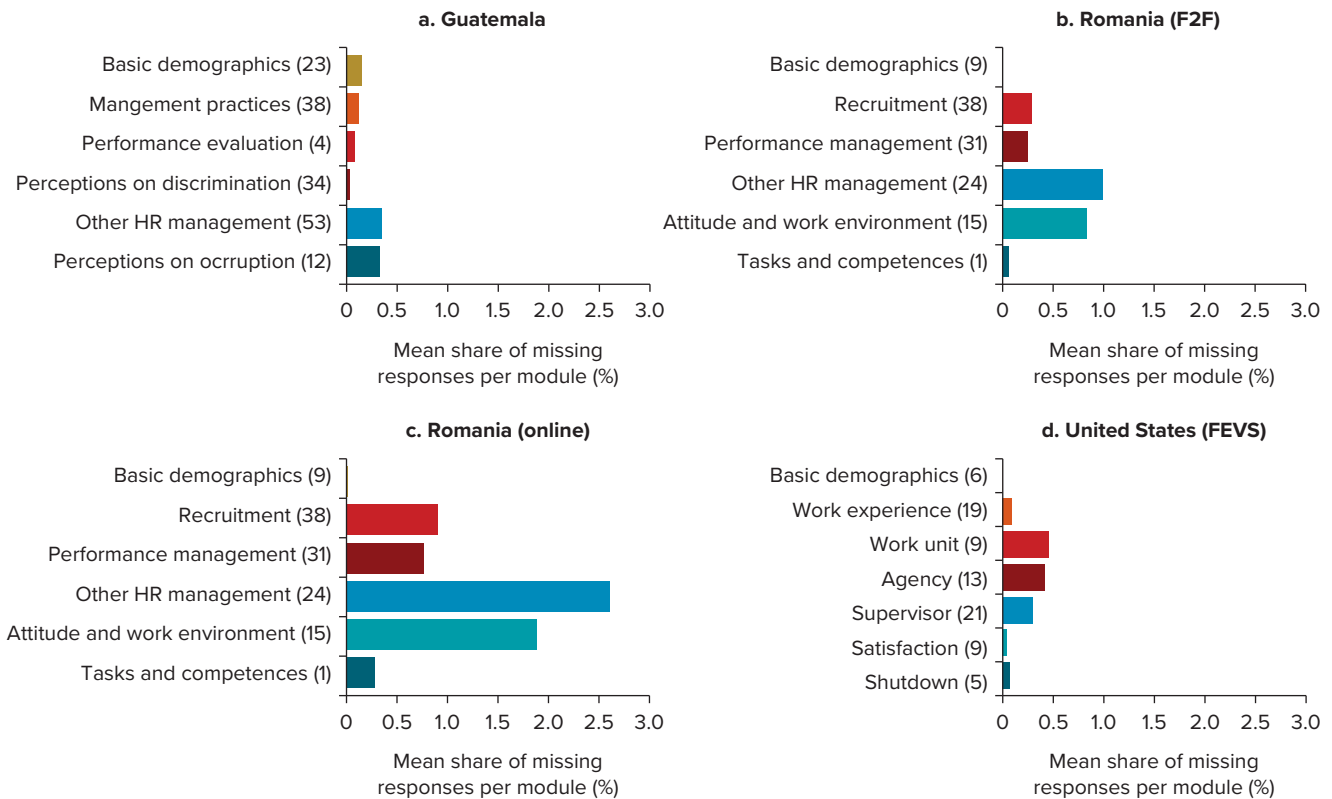 a. Guatemala
Basic demographics (23)
Mangement practices (38)
Performance evaluation (4)
Perceptions on discrimination (34)
Other HR management (53)
Perceptions on ocrruption (12)
0 0.5 1.0 1.5 2.0 2.5 3.0
Mean share of missing
responses per module (%)
b. Romania (F2F)
Basic demographics (9)
Recruitment (38)
Performance management (31)
Other HR management (24)
Attitude and work environment (15)
Tasks and competences (1)
0 0.5 1.0 1.5 2.0 2.5 3.0
Mean share of missing
responses per module (%)
c. Romania (online)
Basic demographics (9)
Recruitment (38)
Performance management (31)
Other HR management (24)
Attitude and work environment (15)
Tasks and competences (1)
0 0.5 1.0 1.5 2.0 2.5 3.0
Mean share of missing
responses per module (%)
d. United States (FEVS)
Basic demographics (6)
Work experience (19)
Work unit (9)
Agency (13)
Supervisor (21)
Satisfaction (9)
Shutdown (5)
0 0.5 1.0 1.5 2.0 2.5 3.0
Mean share of missing
responses per module (%)